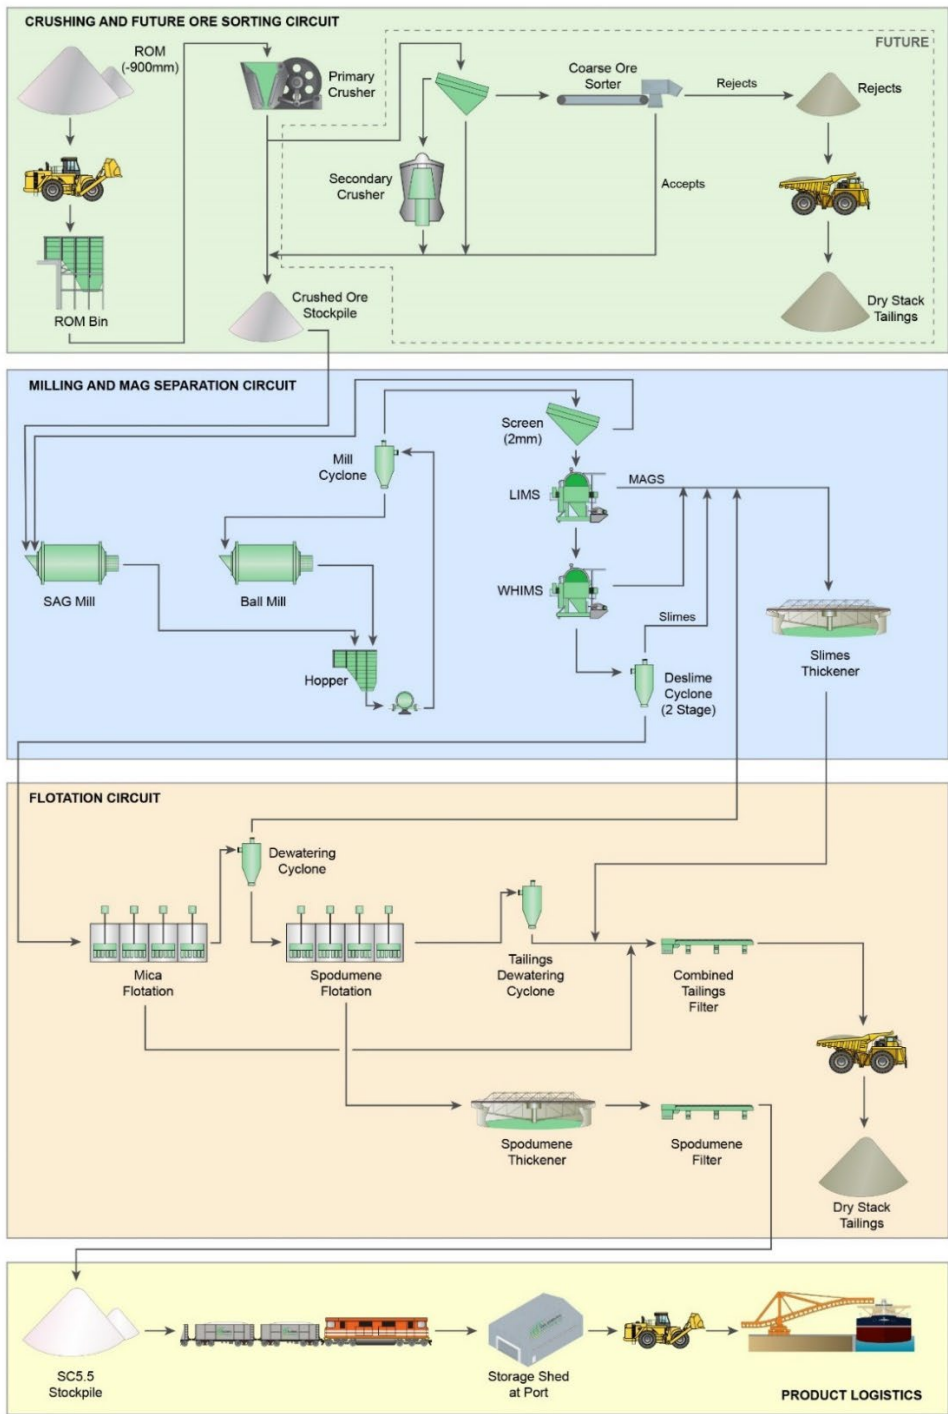 CRUSHING AND FUTURE ORE SORTING CIRCUIT
ROM
(-900mm)
Primary
Crusher
FUTURE
Coarse Ore
Sorter
Rejects
Rejects
Secondary
Crusher
Accepts
ROM Bin
Crushed Ore
Stockpile
Dry Stack
Tailings
MILLING AND MAG SEPARATION CIRCUIT
Screen
(2mm)
Mill
Cyclone
MAGS
LIMS
WHIMS
SAG Mill
Ball Mill
Slimes
Slimes
Thickener
Hopper
Deslime
Cyclone
(2 Stage)
FLOTATION CIRCUIT
Dewatering
Cyclone
Mica
Flotation
Spodumene
Flotation
Tailings
Dewatering
Cyclone
Combined
Tailings
Filter
Spodumene
Thickener
Spodumene
Filter
Dry Stack
Tailings
SC5.5
Stockpile
Storage Shed
at Port
PRODUCT LOGISTICS